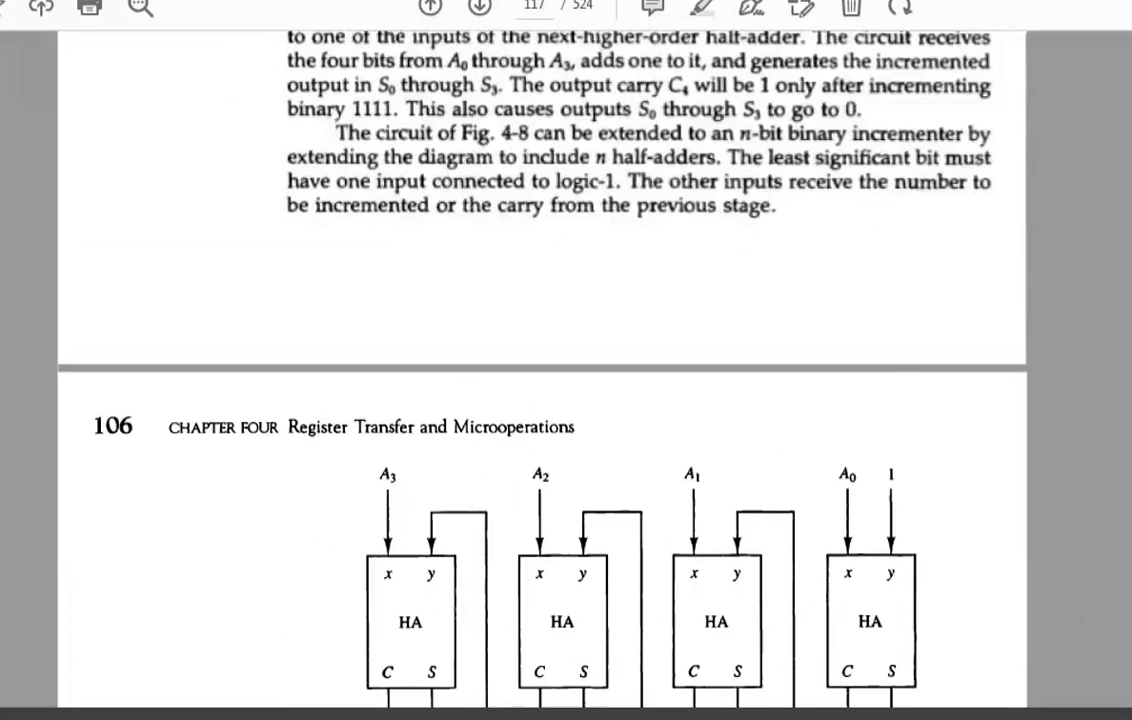 117 / 524
to one of the inputs of the next-higher-order half-adder. The circuit receives
the four bits from A₀ through A₃, adds one to it, and generates the incremented
output in S₀ through S₃. The output carry C₄ will be 1 only after incrementing
binary 1111. This also causes outputs S₀ through S₃ to go to 0.
The circuit of Fig. 4-8 can be extended to an n-bit binary incrementer by
extending the diagram to include n half-adders. The least significant bit must
have one input connected to logic-1. The other inputs receive the number to
be incremented or the carry from the previous stage.
106 CHAPTER FOUR Register Transfer and Microoperations
A₃ A₂ A₁ A₀ 1
x y x y x y x y
HA HA HA HA
C S C S C S C S